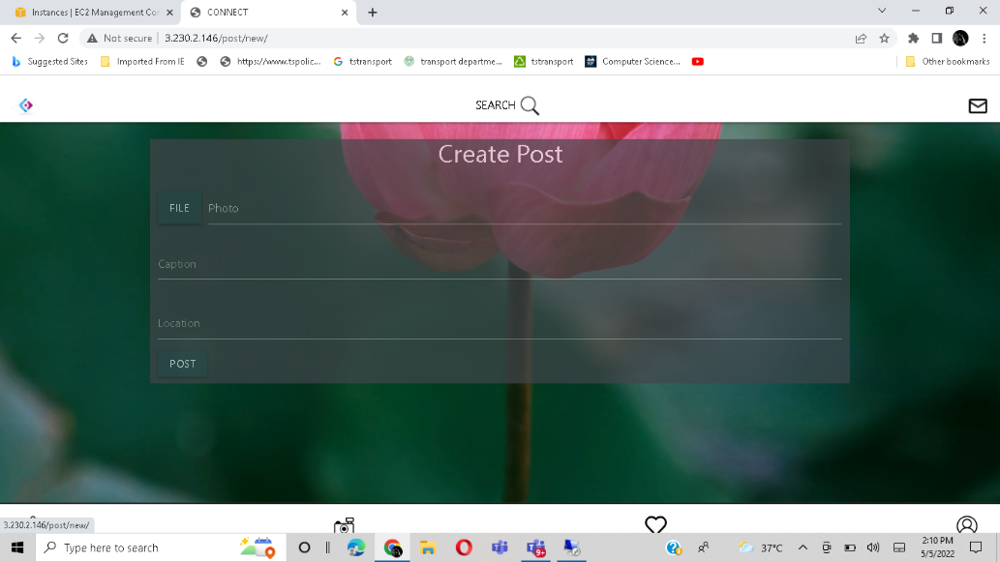 Instances | EC2 Management Con
CONNECT
Not secure | 3.230.2.146/post/new/
Suggested Sites
Imported From IE
https://www.tspolic...
tstransport
transport departme...
tstransport
Computer Science...
Other bookmarks
SEARCH
Create Post
FILE Photo
Caption
Location
POST
3.230.2.146/post/new/
Type here to search
9+
37°C
2:10 PM
5/5/2022